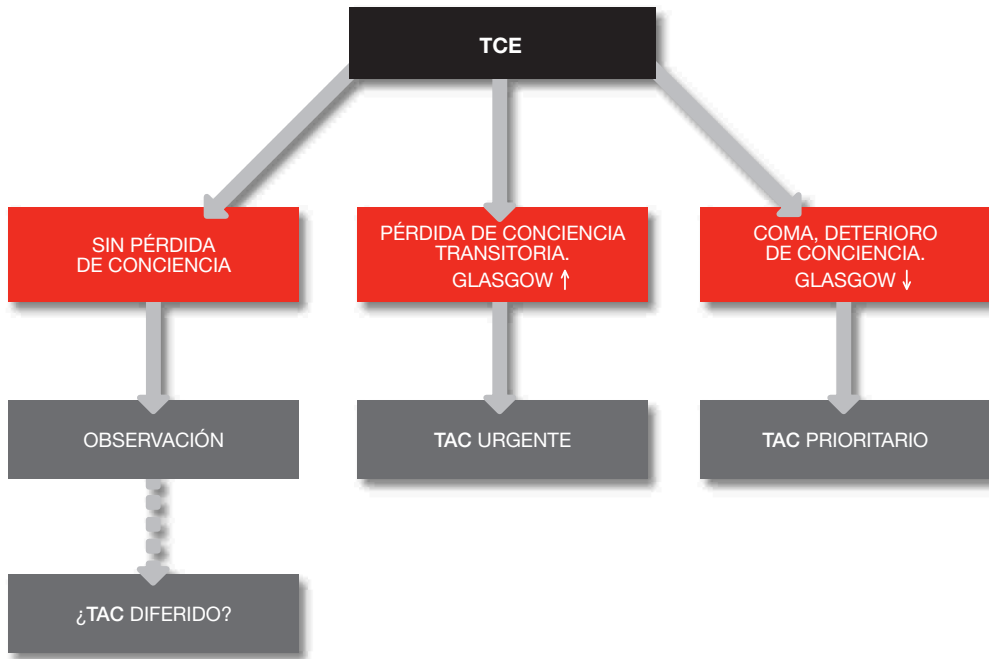 TCE
SIN PÉRDIDA
DE CONCIENCIA
PÉRDIDA DE CONCIENCIA
TRANSITORIA.
GLASGOW ↑
COMA, DETERIORO
DE CONCIENCIA.
GLASGOW ↓
OBSERVACIÓN
TAC URGENTE
TAC PRIORITARIO
¿TAC DIFERIDO?